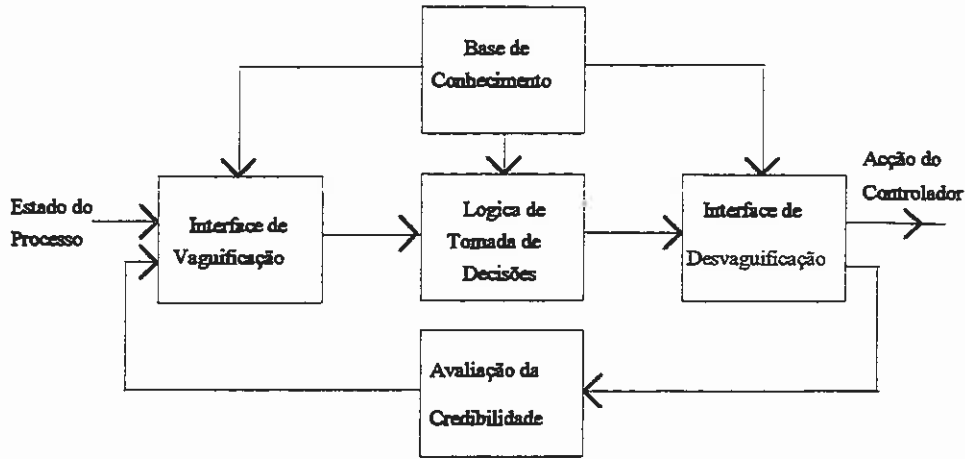 Base de
Conhecimento
Acção do
Controlador
Estado do
Processo
Interface de
Vaguificação
Logica de
Tomada de
Decisões
Interface de
Desvaguificação
Avaliação da
Credibilidade